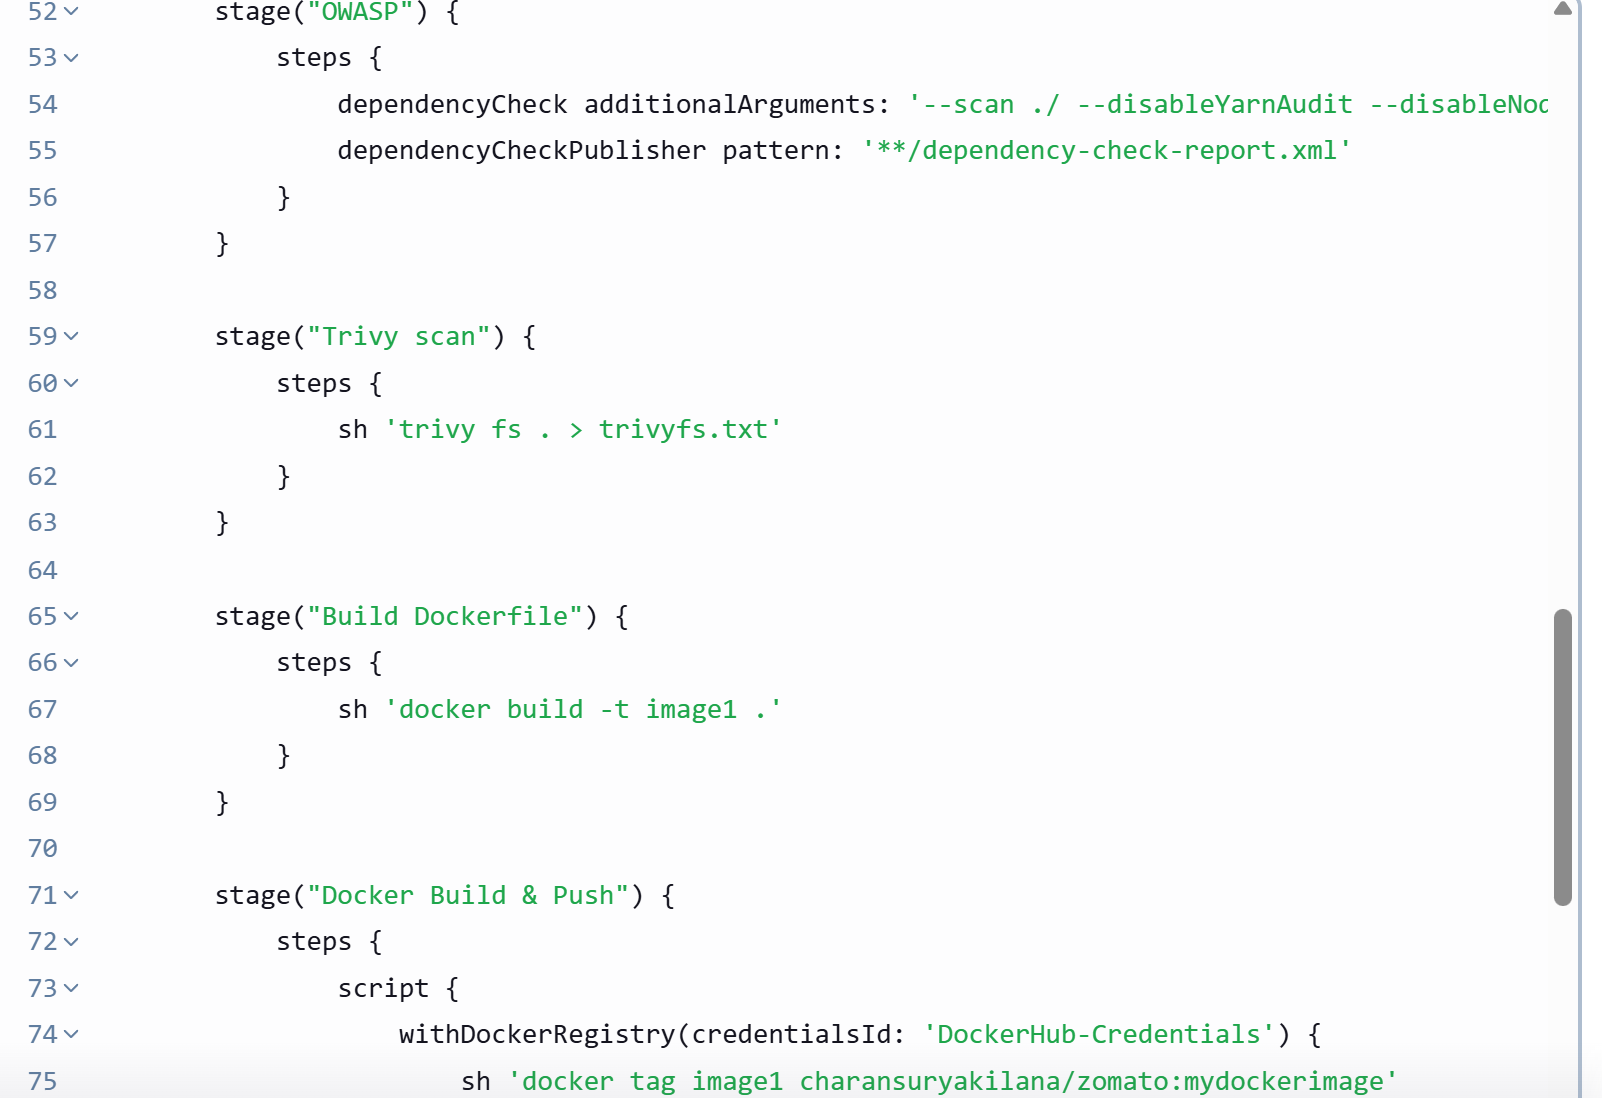 52 stage("OWASP") {
53 steps {
54 dependencyCheck additionalArguments: '--scan ./ --disableYarnAudit --disableNod
55 dependencyCheckPublisher pattern: '**/dependency-check-report.xml'
56 }
57 }
58
59 stage("Trivy scan") {
60 steps {
61 sh 'trivy fs . > trivyfs.txt'
62 }
63 }
64
65 stage("Build Dockerfile") {
66 steps {
67 sh 'docker build -t image1 .'
68 }
69 }
70
71 stage("Docker Build & Push") {
72 steps {
73 script {
74 withDockerRegistry(credentialsId: 'DockerHub-Credentials') {
75 sh 'docker tag image1 charansuryakilana/zomato:mydockerimage'